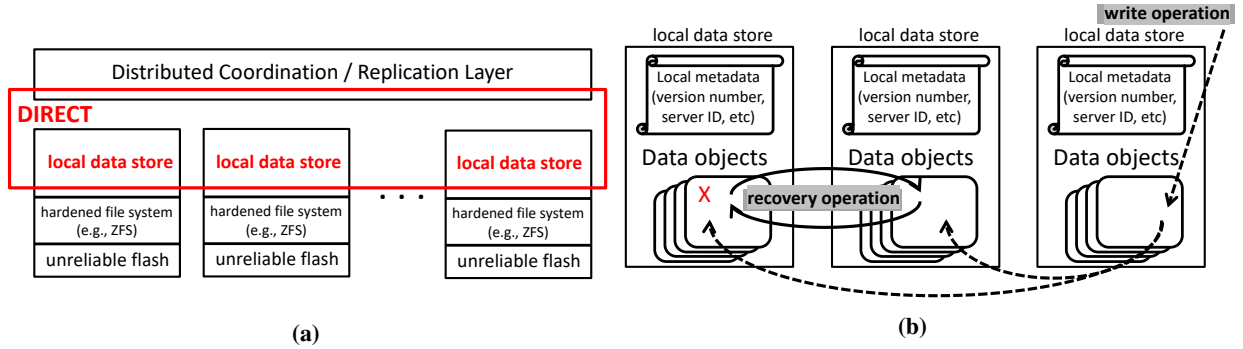 Distributed Coordination / Replication Layer
DIRECT
local data store
local data store
local data store
. . .
hardened file system
(e.g., ZFS)
hardened file system
(e.g., ZFS)
hardened file system
(e.g., ZFS)
unreliable flash
unreliable flash
unreliable flash
(a)
write operation
local data store
local data store
local data store
Local metadata
(version number,
server ID, etc)
Local metadata
(version number,
server ID, etc)
Local metadata
(version number,
server ID, etc)
Data objects
Data objects
Data objects
X
recovery operation
(b)